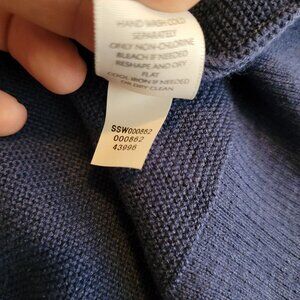 HAND WASH COLD
SEPARATELY
ONLY NON-CHLORINE
BLEACH IF NEEDED
RESHAPE AND DRY
FLAT
COOL IRON IF NEEDED
OR DRY CLEAN
SSW000862
000862
43996